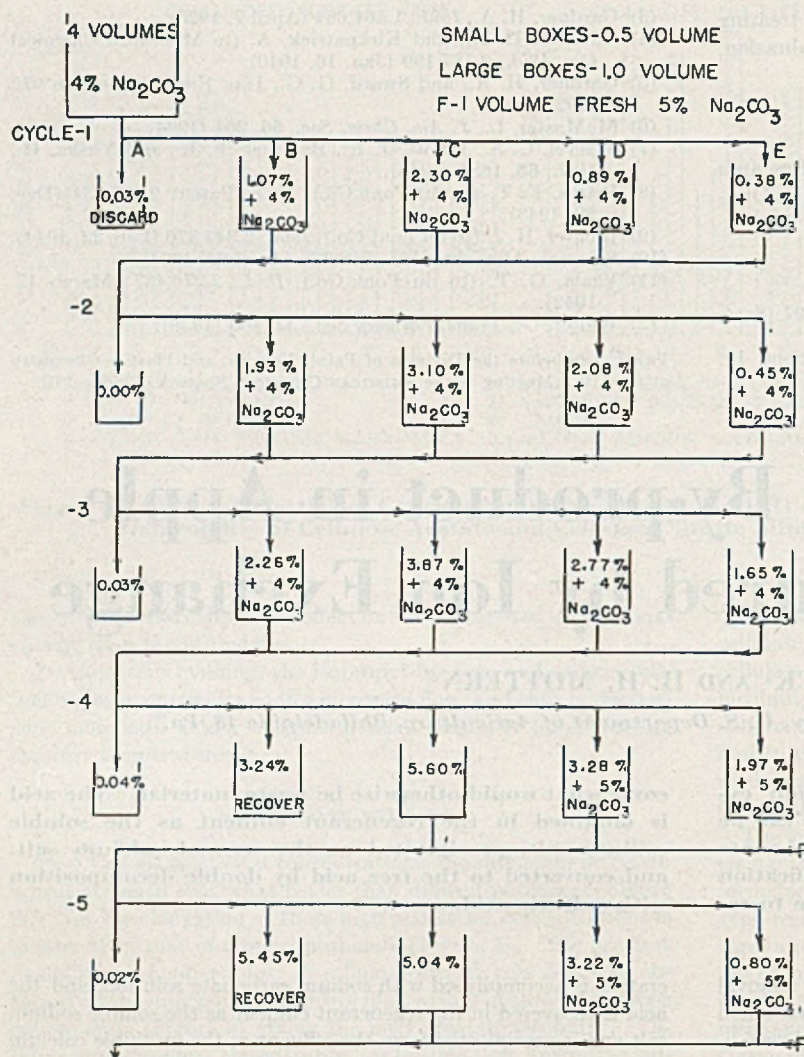 4 VOLUMES
4% Na₂CO₃
SMALL BOXES-0.5 VOLUME
LARGE BOXES-1.0 VOLUME
F-1 VOLUME FRESH 5% Na₂CO₃
CYCLE-1
A B C D E
0.03%
DISCARD
1.07%
+ 4%
Na₂CO₃
2.30%
+ 4%
Na₂CO₃
0.89%
+ 4%
Na₂CO₃
0.38%
+ 4%
Na₂CO₃
-2
0.00%
1.93%
+ 4%
Na₂CO₃
3.10%
+ 4%
Na₂CO₃
2.08%
+ 4%
Na₂CO₃
0.45%
+ 4%
Na₂CO₃
-3
0.03%
2.26%
+ 4%
Na₂CO₃
3.87%
+ 4%
Na₂CO₃
2.77%
+ 4%
Na₂CO₃
1.65%
+ 4%
Na₂CO₃
-4
0.04%
3.24%
RECOVER
5.60%
3.28%
+ 5%
Na₂CO₃
1.97%
+ 5%
Na₂CO₃
F
-5
0.02%
5.45%
RECOVER
5.04%
3.22%
+ 5%
Na₂CO₃
0.80%
+ 5%
Na₂CO₃
F